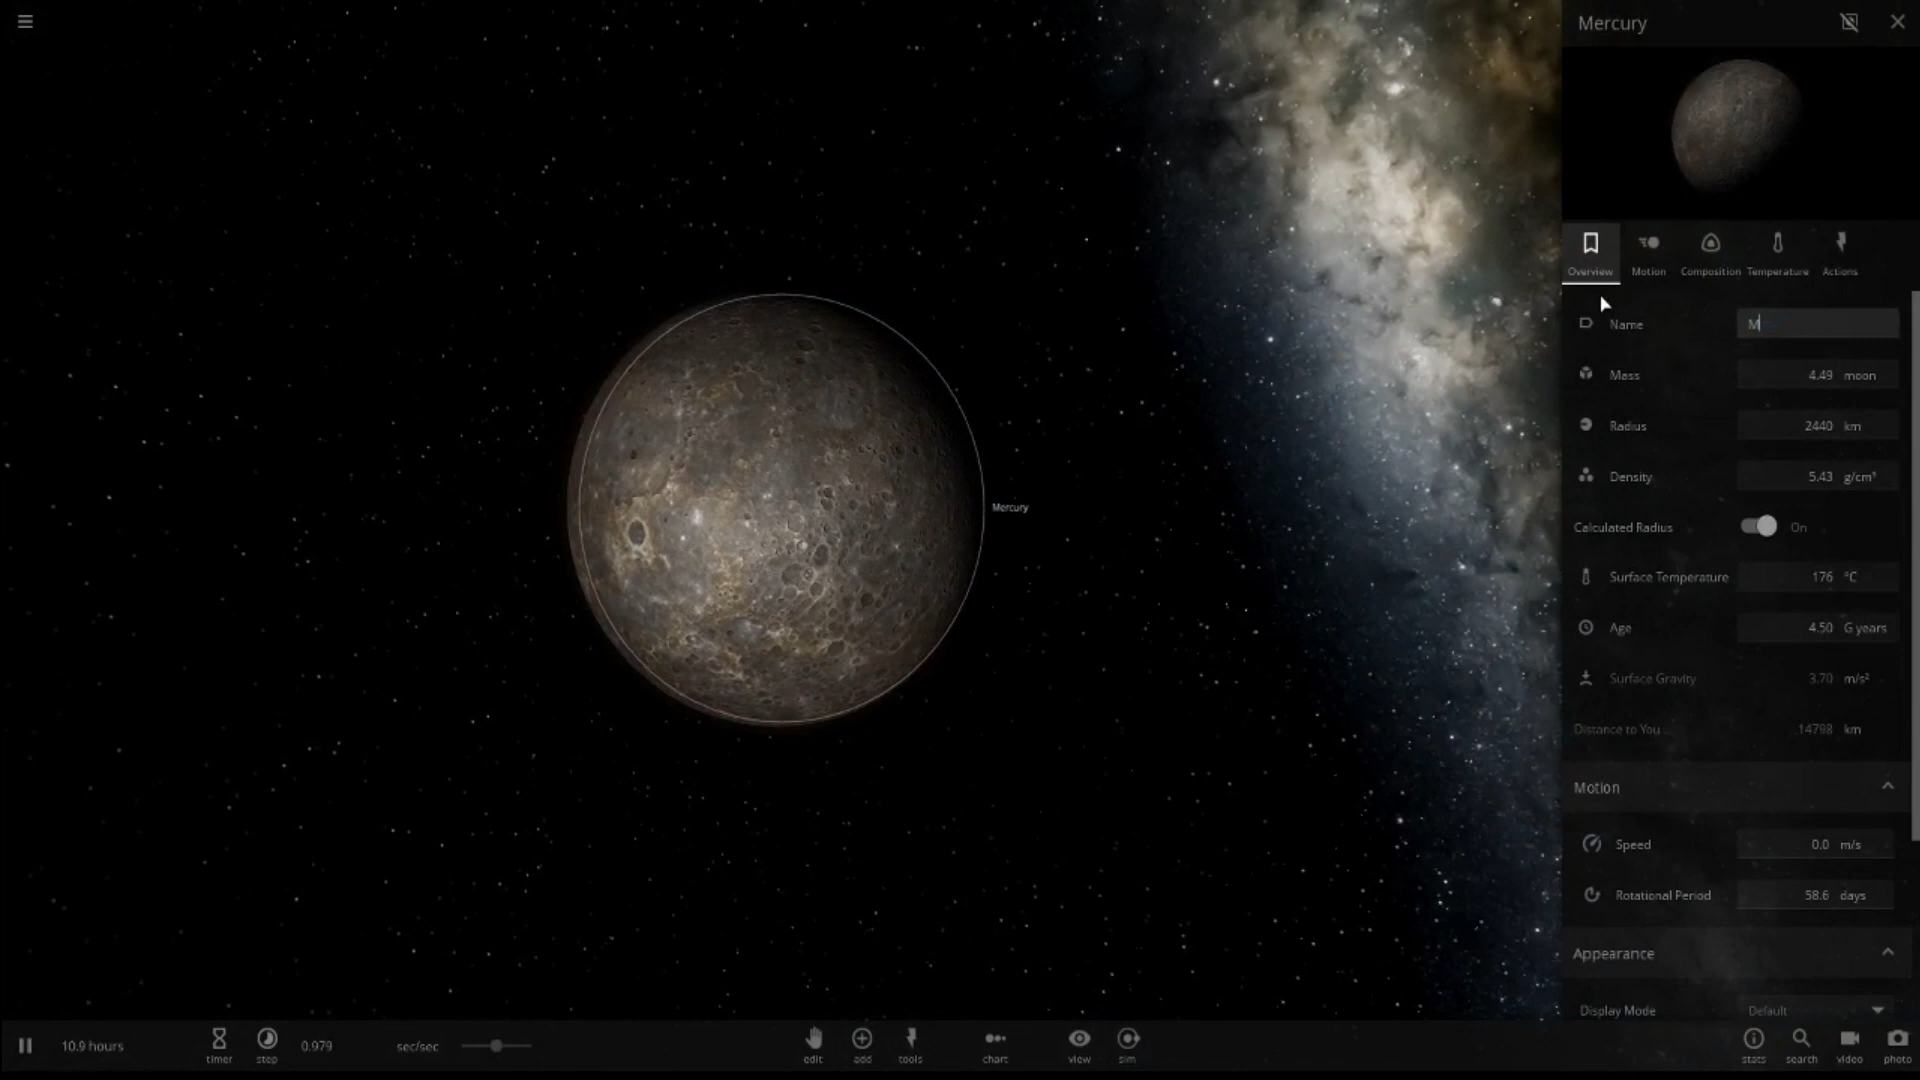 Mercury
Overview Motion Composition Temperature Actions
Name M
Mass 4.49 moon
Radius 2440 km
Density 5.43 g/cm³
Calculated Radius On
Surface Temperature 176 °C
Age 4.50 G years
Surface Gravity 3.70 m/s²
Distance to You 14798 km
Motion
Speed 0.0 m/s
Rotational Period 58.6 days
Appearance
Display Mode Default
Mercury
10.9 hours timer step 0.979 sec/sec edit add tools chart view sim stats search video photo